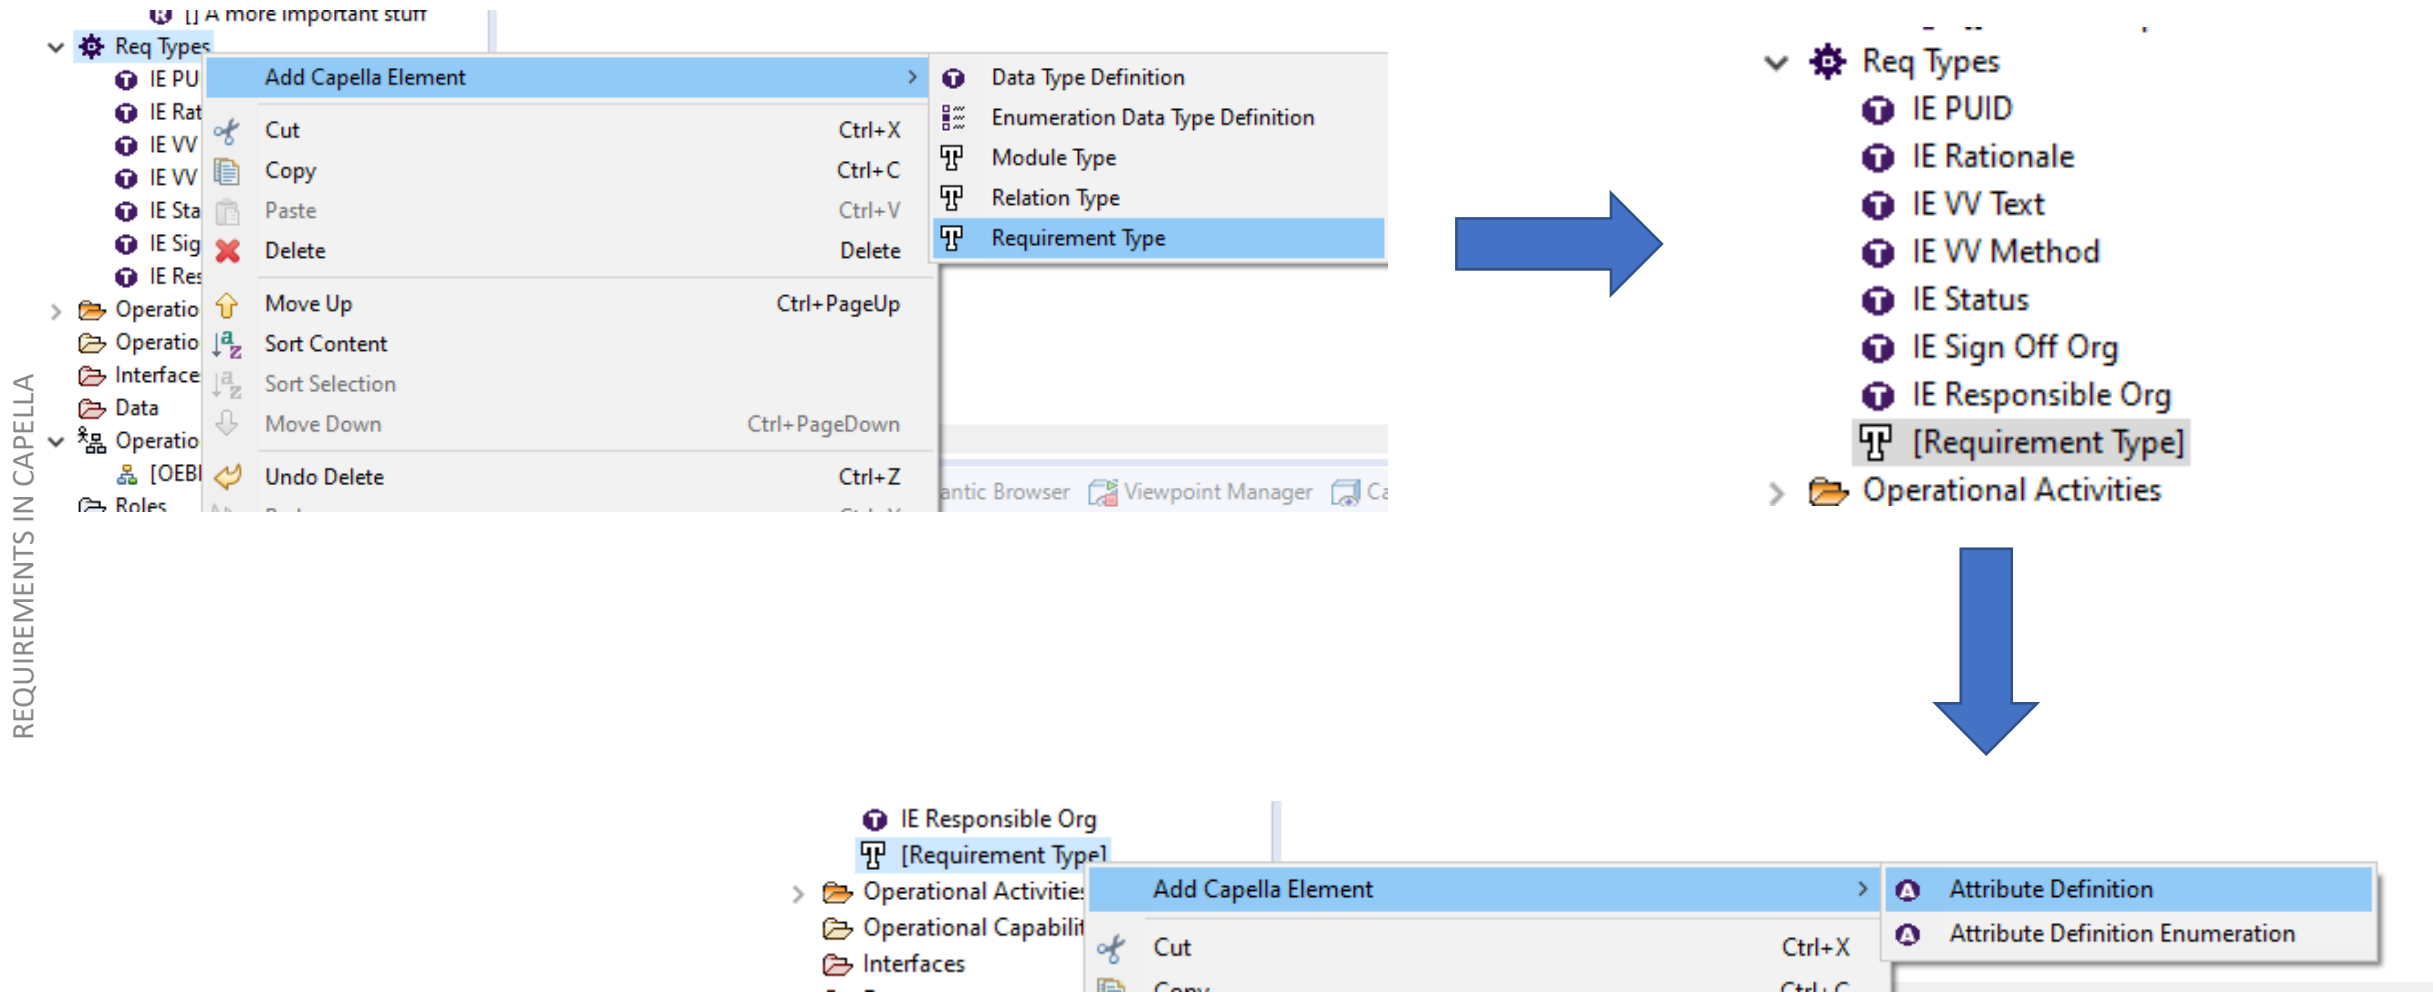 [] A more important stuff
Req Types
IE PU
IE Rat
IE VV
IE VV
IE Sta
IE Sig
IE Res
Operatio
Operatio
Interface
Data
Operatio
[OEB
Roles
Add Capella Element >
Cut Ctrl+X
Copy Ctrl+C
Paste Ctrl+V
Delete Delete
Move Up Ctrl+PageUp
Sort Content
Sort Selection
Move Down Ctrl+PageDown
Undo Delete Ctrl+Z
Data Type Definition
Enumeration Data Type Definition
Module Type
Relation Type
Requirement Type
antic Browser Viewpoint Manager Ca
Req Types
IE PUID
IE Rationale
IE VV Text
IE VV Method
IE Status
IE Sign Off Org
IE Responsible Org
[Requirement Type]
Operational Activities
REQUIREMENTS IN CAPELLA
IE Responsible Org
[Requirement Type]
Operational Activities
Operational Capabilit
Interfaces
Add Capella Element >
Cut Ctrl+X
Copy Ctrl+C
Attribute Definition
Attribute Definition Enumeration